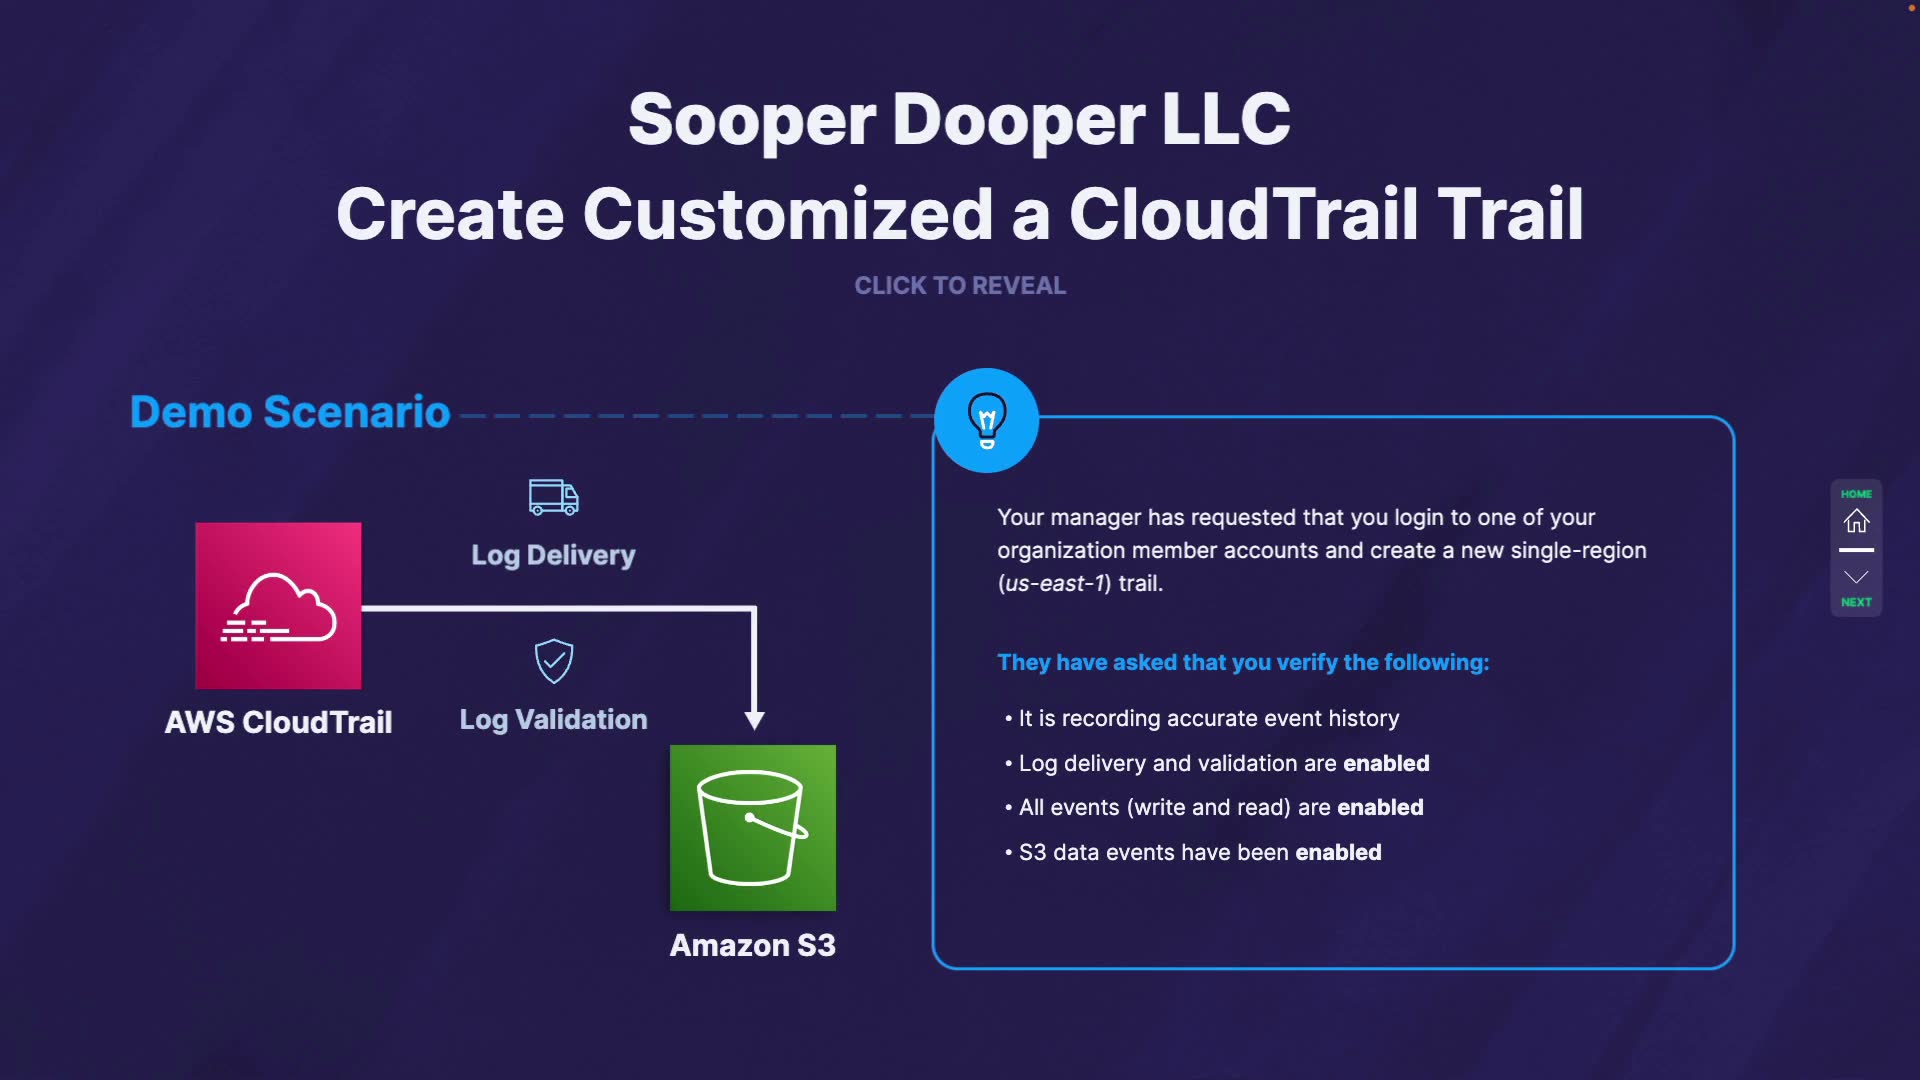 Sooper Dooper LLC
Create Customized a CloudTrail Trail
CLICK TO REVEAL
Demo Scenario
Log Delivery
AWS CloudTrail
Log Validation
Amazon S3
Your manager has requested that you login to one of your
organization member accounts and create a new single-region
(us-east-1) trail.
They have asked that you verify the following:
• It is recording accurate event history
• Log delivery and validation are enabled
• All events (write and read) are enabled
• S3 data events have been enabled
HOME
NEXT